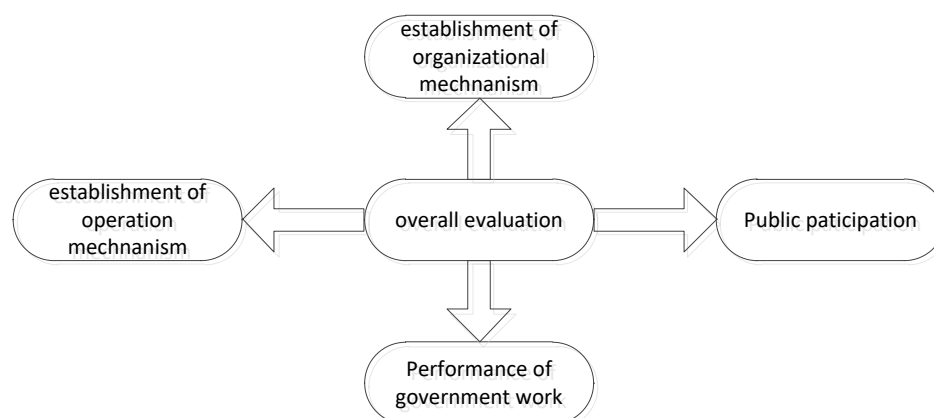 establishment of
organizational
mechnanism
establishment of
operation
mechnanism
overall evaluation
Public paticipation
Performance of
government work